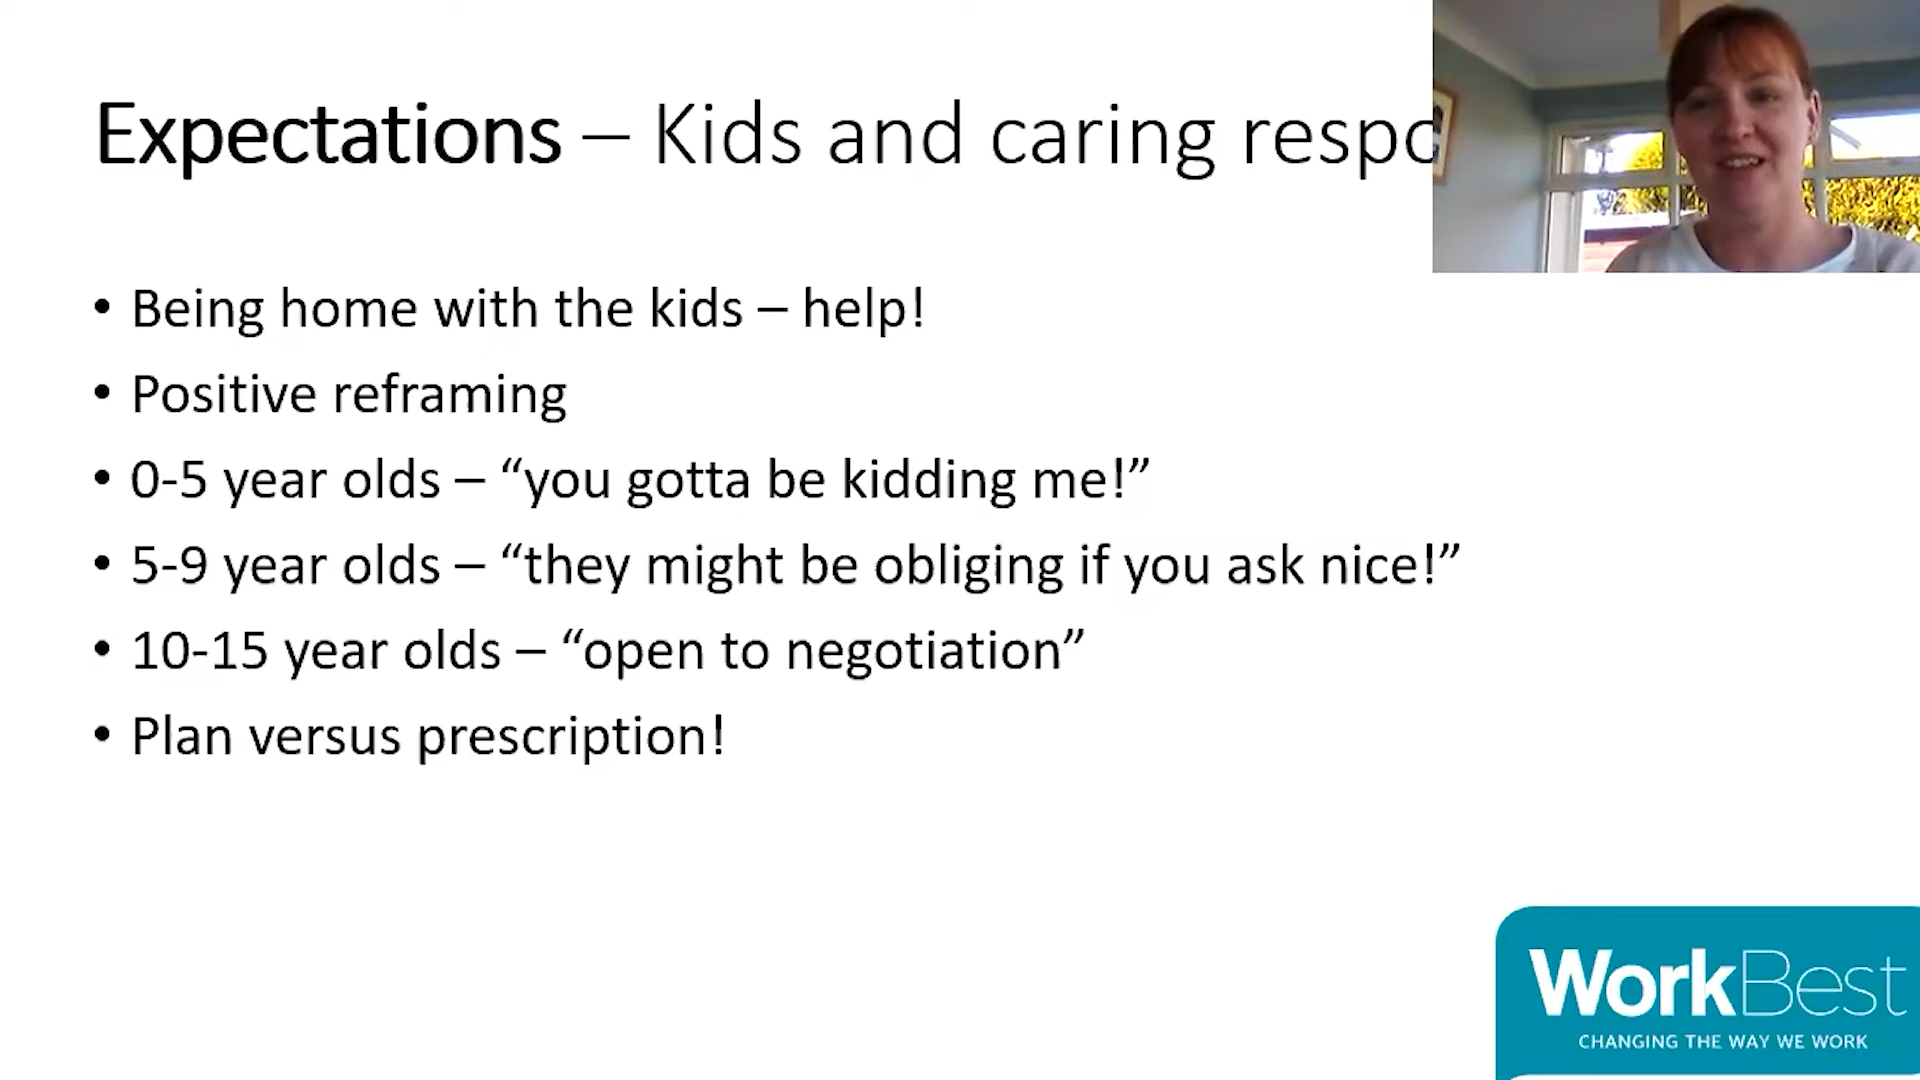 Expectations – Kids and caring respo
• Being home with the kids – help!
• Positive reframing
• 0-5 year olds – “you gotta be kidding me!”
• 5-9 year olds – “they might be obliging if you ask nice!”
• 10-15 year olds – “open to negotiation”
• Plan versus prescription!
WorkBest
CHANGING THE WAY WE WORK